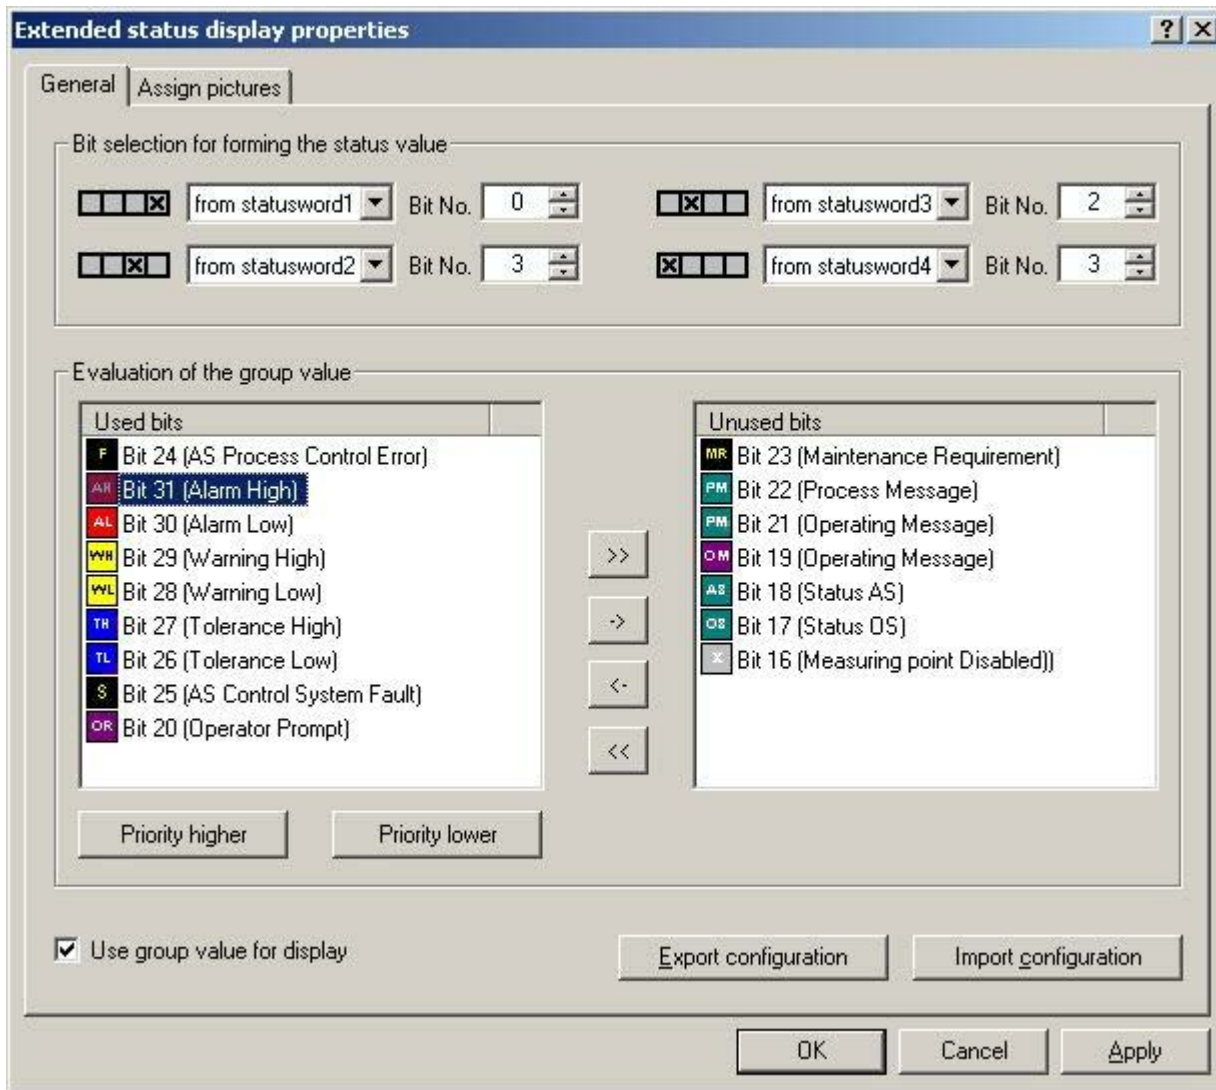 Extended status display properties
General Assign pictures
Bit selection for forming the status value
from statusword1 Bit No. 0 from statusword3 Bit No. 2
from statusword2 Bit No. 3 from statusword4 Bit No. 3
Evaluation of the group value
Used bits Unused bits
F Bit 24 (AS Process Control Error) MR Bit 23 (Maintenance Requirement)
AH Bit 31 (Alarm High) PM Bit 22 (Process Message)
AL Bit 30 (Alarm Low) PM Bit 21 (Operating Message)
WH Bit 29 (Warning High) >> OM Bit 19 (Operating Message)
WL Bit 28 (Warning Low) AS Bit 18 (Status AS)
TH Bit 27 (Tolerance High) -> OS Bit 17 (Status OS)
TL Bit 26 (Tolerance Low) X Bit 16 (Measuring point Disabled))
S Bit 25 (AS Control System Fault) <-
OR Bit 20 (Operator Prompt)
<<
Priority higher Priority lower
Use group value for display Export configuration Import configuration
OK Cancel Apply